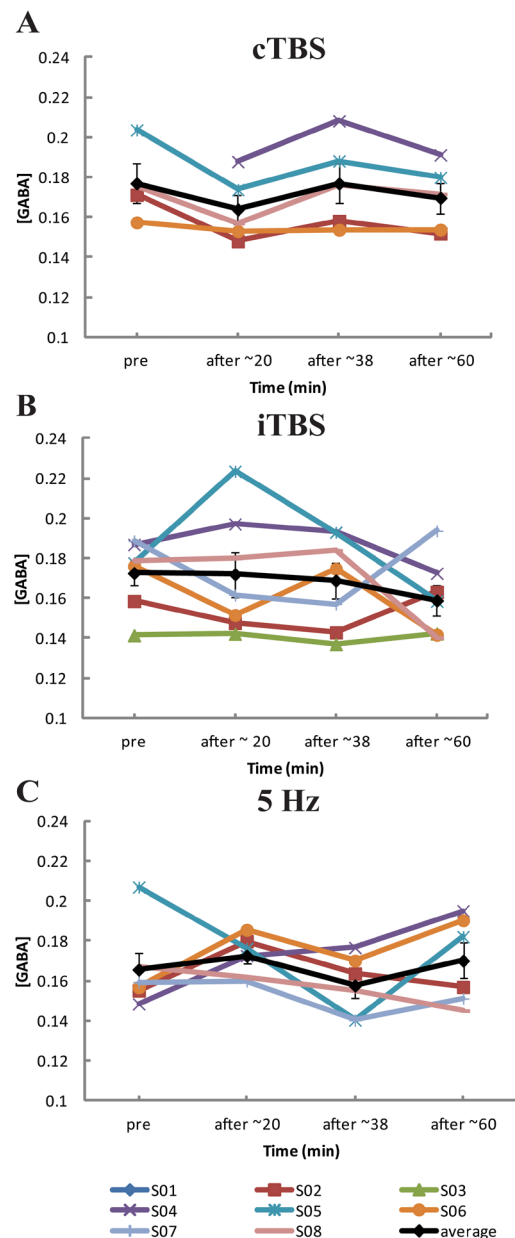 A
cTBS
0.24
0.22
0.2
0.18
0.16
0.14
0.12
0.1
[GABA]
pre after ~20 after ~38 after ~60
Time (min)
B
iTBS
0.24
0.22
0.2
0.18
0.16
0.14
0.12
0.1
[GABA]
pre after ~ 20 after ~38 after ~60
Time (min)
C
5 Hz
0.24
0.22
0.2
0.18
0.16
0.14
0.12
0.1
[GABA]
pre after ~20 after ~38 after ~60
Time (min)
S01 S02 S03
S04 S05 S06
S07 S08 average